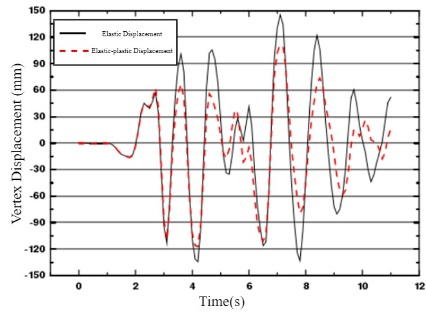 150
120
90
60
30
0
-30
-60
-90
-120
-150
Vertex Displacement (mm)
Elastic Displacement
Elastic-plastic Displacement
0 2 4 6 8 10 12
Time(s)